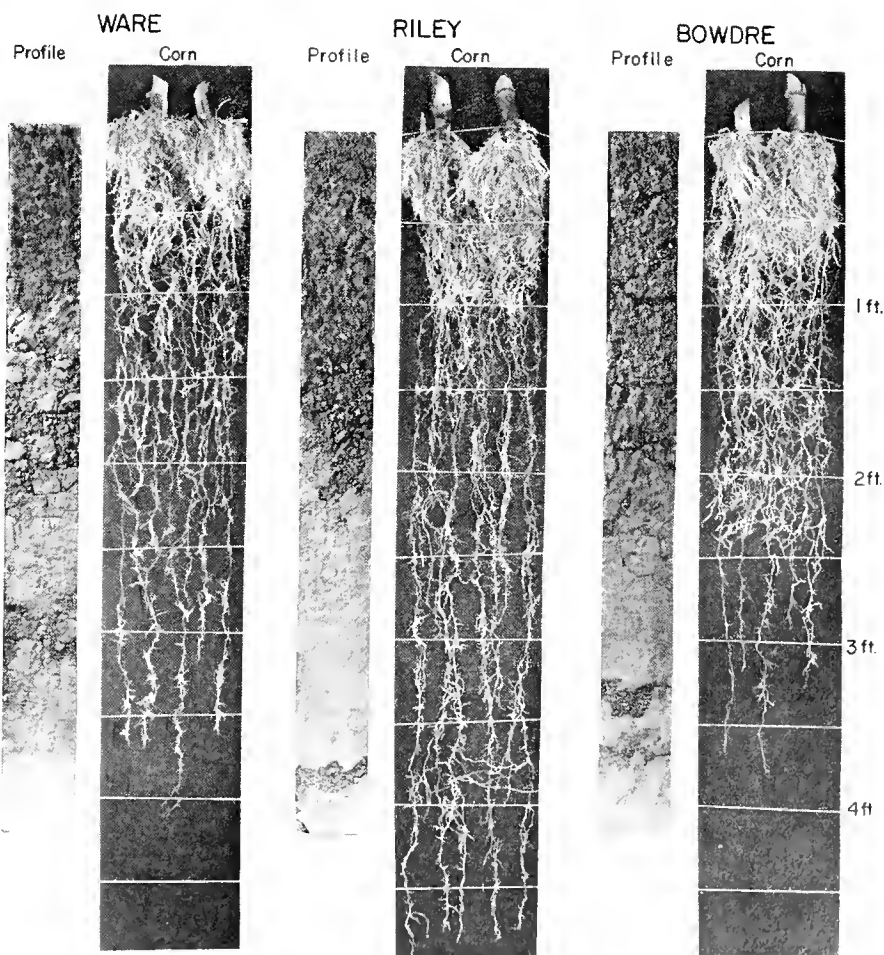 WARE
RILEY
BOWDRE
Profile
Corn
Profile
Corn
Profile
Corn
1 ft.
2 ft.
3 ft.
4 ft